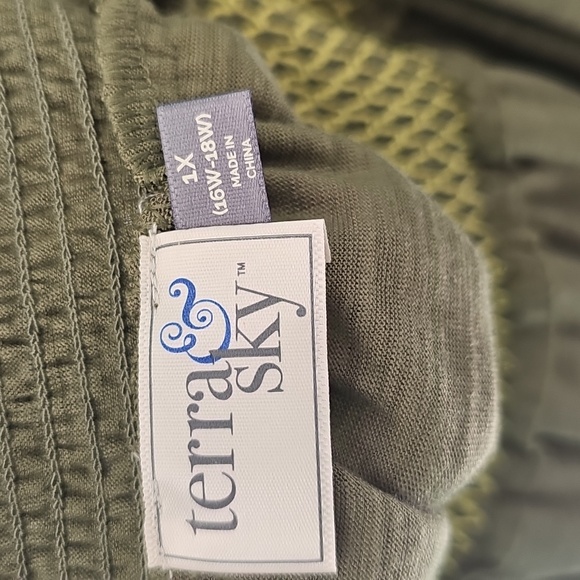 1X
(16W-18W)
MADE IN
CHINA
terra &
sky™